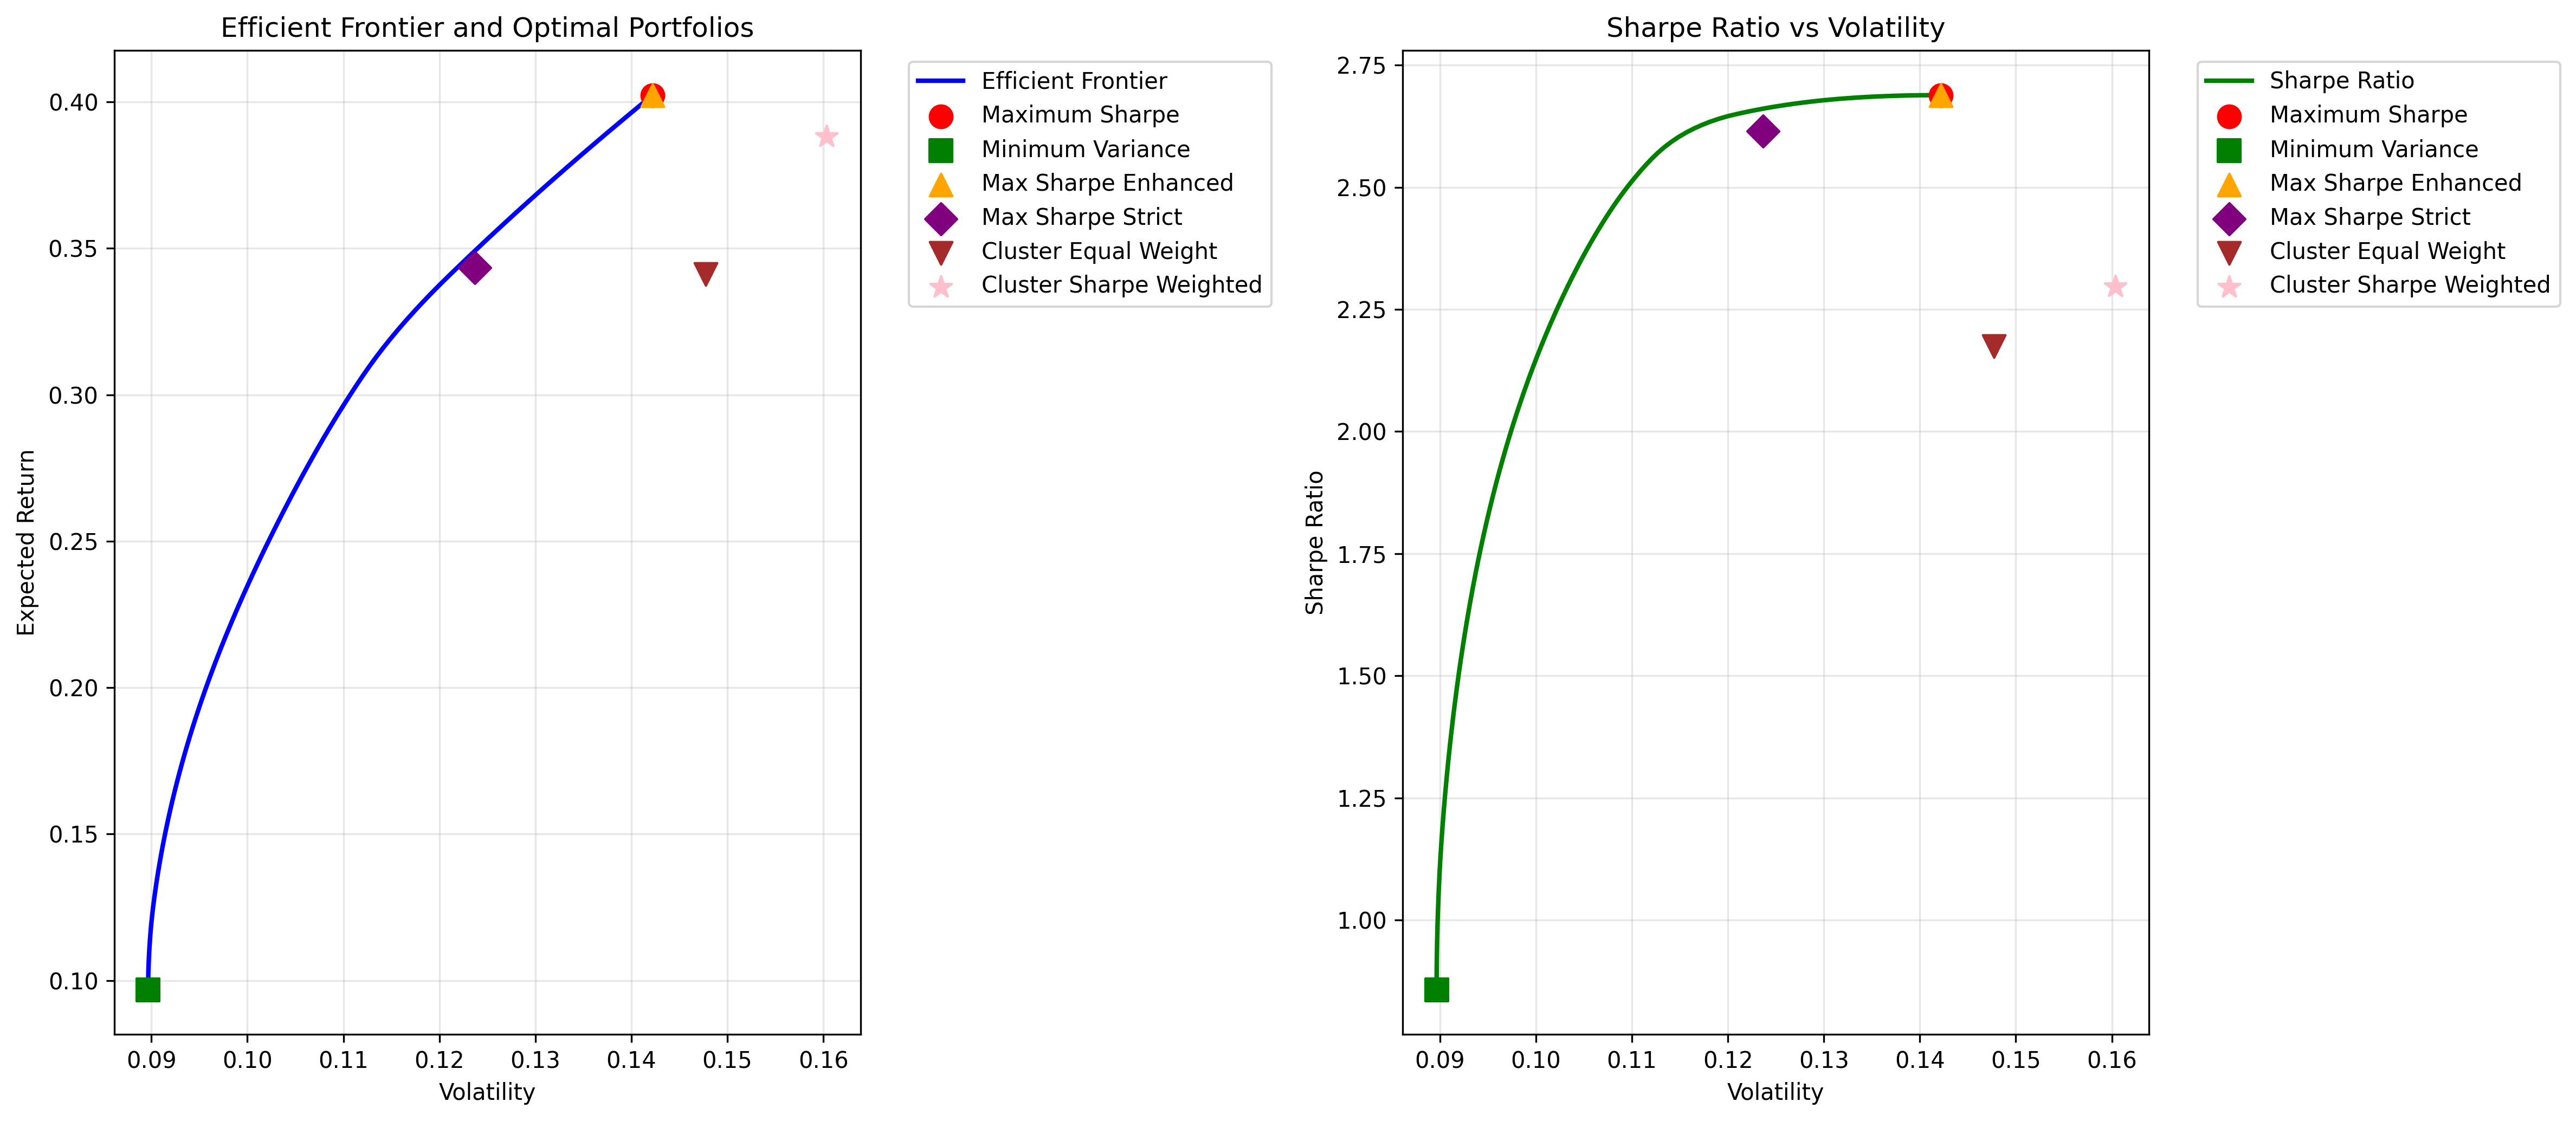 Efficient Frontier and Optimal Portfolios
Expected Return
0.40
0.35
0.30
0.25
0.20
0.15
0.10
0.09 0.10 0.11 0.12 0.13 0.14 0.15 0.16
Volatility
Efficient Frontier
Maximum Sharpe
Minimum Variance
Max Sharpe Enhanced
Max Sharpe Strict
Cluster Equal Weight
Cluster Sharpe Weighted
Sharpe Ratio vs Volatility
Sharpe Ratio
2.75
2.50
2.25
2.00
1.75
1.50
1.25
1.00
0.09 0.10 0.11 0.12 0.13 0.14 0.15 0.16
Volatility
Sharpe Ratio
Maximum Sharpe
Minimum Variance
Max Sharpe Enhanced
Max Sharpe Strict
Cluster Equal Weight
Cluster Sharpe Weighted